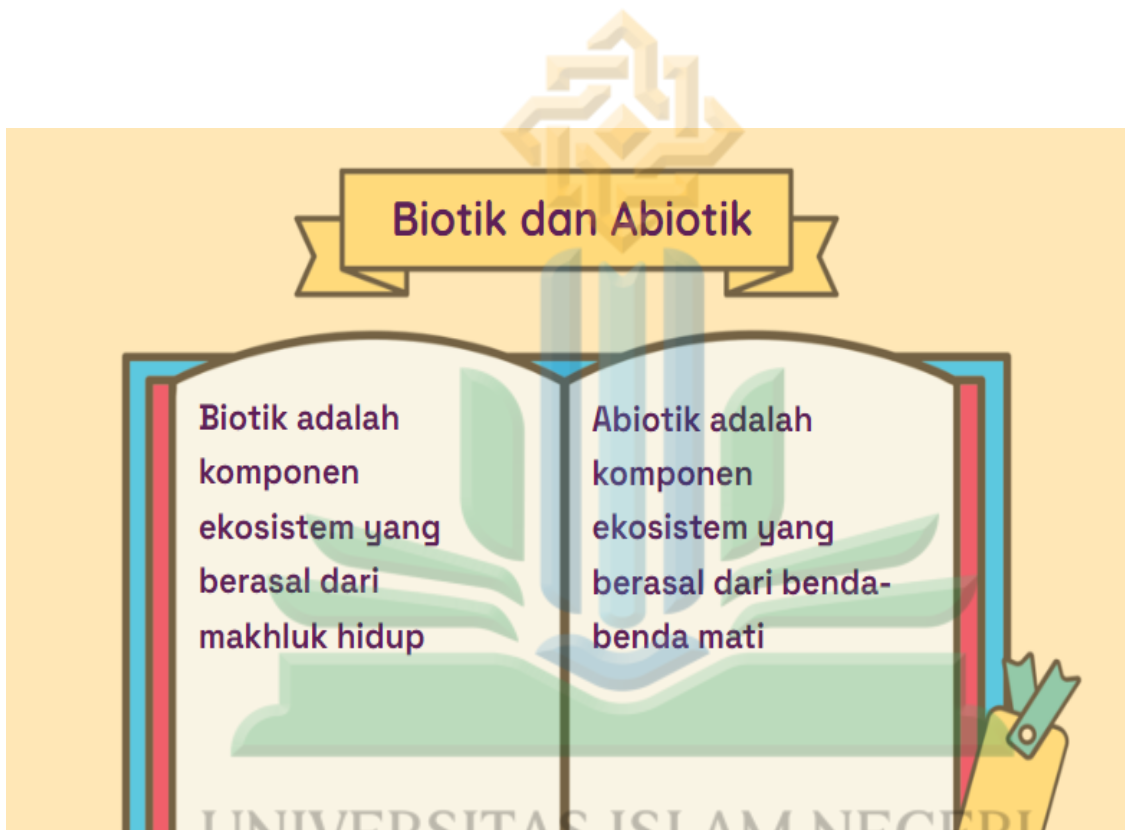 Biotik dan Abiotik
Biotik adalah
komponen
ekosistem yang
berasal dari
makhluk hidup
Abiotik adalah
komponen
ekosistem yang
berasal dari benda-
benda mati
UNIVERSITAS ISLAM NEGERI